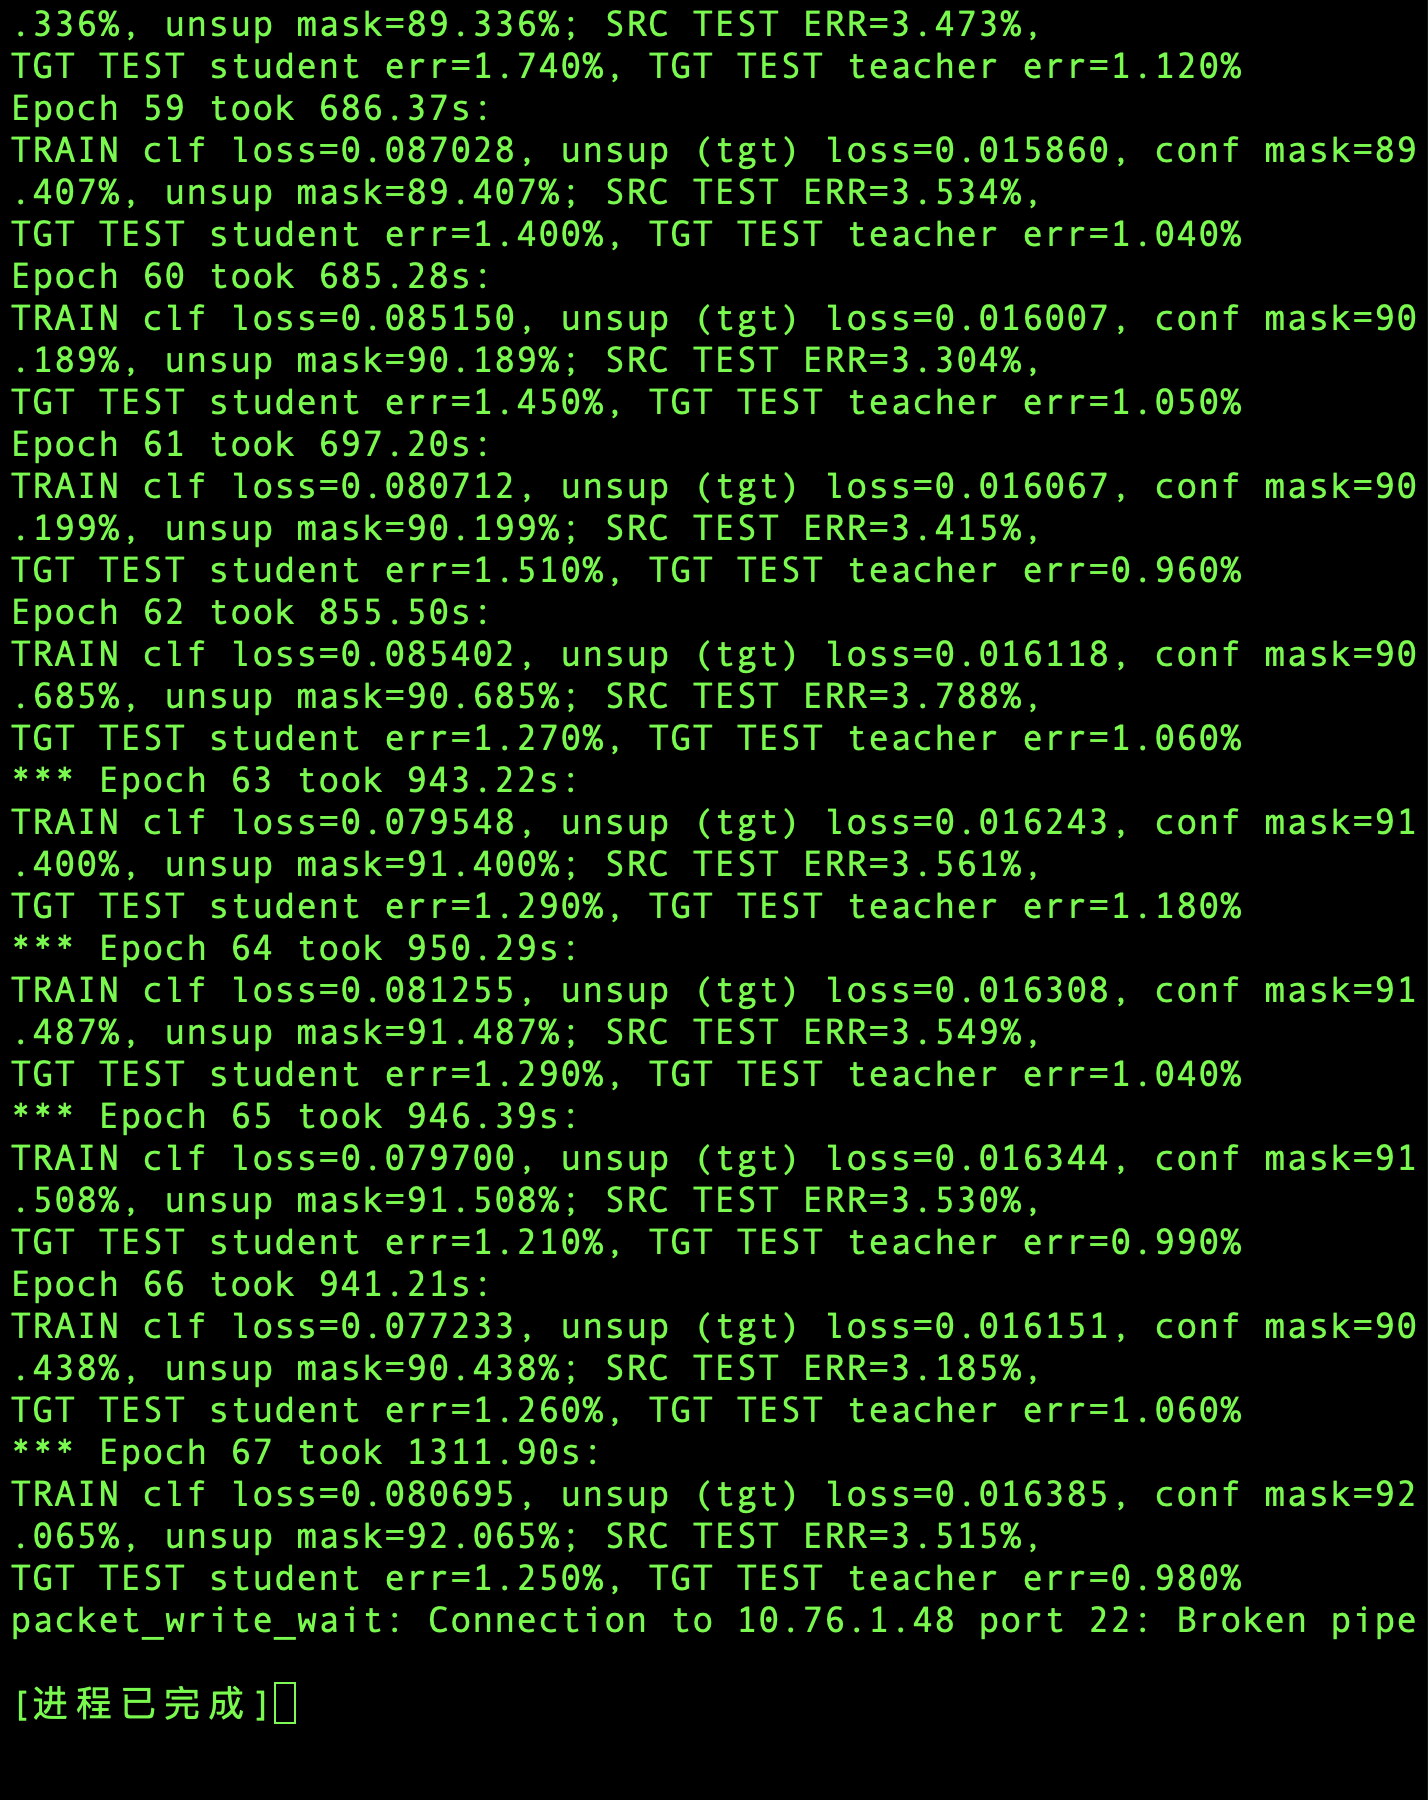 .336%, unsup mask=89.336%; SRC TEST ERR=3.473%,
TGT TEST student err=1.740%, TGT TEST teacher err=1.120%
Epoch 59 took 686.37s:
TRAIN clf loss=0.087028, unsup (tgt) loss=0.015860, conf mask=89
.407%, unsup mask=89.407%; SRC TEST ERR=3.534%,
TGT TEST student err=1.400%, TGT TEST teacher err=1.040%
Epoch 60 took 685.28s:
TRAIN clf loss=0.085150, unsup (tgt) loss=0.016007, conf mask=90
.189%, unsup mask=90.189%; SRC TEST ERR=3.304%,
TGT TEST student err=1.450%, TGT TEST teacher err=1.050%
Epoch 61 took 697.20s:
TRAIN clf loss=0.080712, unsup (tgt) loss=0.016067, conf mask=90
.199%, unsup mask=90.199%; SRC TEST ERR=3.415%,
TGT TEST student err=1.510%, TGT TEST teacher err=0.960%
Epoch 62 took 855.50s:
TRAIN clf loss=0.085402, unsup (tgt) loss=0.016118, conf mask=90
.685%, unsup mask=90.685%; SRC TEST ERR=3.788%,
TGT TEST student err=1.270%, TGT TEST teacher err=1.060%
*** Epoch 63 took 943.22s:
TRAIN clf loss=0.079548, unsup (tgt) loss=0.016243, conf mask=91
.400%, unsup mask=91.400%; SRC TEST ERR=3.561%,
TGT TEST student err=1.290%, TGT TEST teacher err=1.180%
*** Epoch 64 took 950.29s:
TRAIN clf loss=0.081255, unsup (tgt) loss=0.016308, conf mask=91
.487%, unsup mask=91.487%; SRC TEST ERR=3.549%,
TGT TEST student err=1.290%, TGT TEST teacher err=1.040%
*** Epoch 65 took 946.39s:
TRAIN clf loss=0.079700, unsup (tgt) loss=0.016344, conf mask=91
.508%, unsup mask=91.508%; SRC TEST ERR=3.530%,
TGT TEST student err=1.210%, TGT TEST teacher err=0.990%
Epoch 66 took 941.21s:
TRAIN clf loss=0.077233, unsup (tgt) loss=0.016151, conf mask=90
.438%, unsup mask=90.438%; SRC TEST ERR=3.185%,
TGT TEST student err=1.260%, TGT TEST teacher err=1.060%
*** Epoch 67 took 1311.90s:
TRAIN clf loss=0.080695, unsup (tgt) loss=0.016385, conf mask=92
.065%, unsup mask=92.065%; SRC TEST ERR=3.515%,
TGT TEST student err=1.250%, TGT TEST teacher err=0.980%
packet_write_wait: Connection to 10.76.1.48 port 22: Broken pipe
[进程已完成]